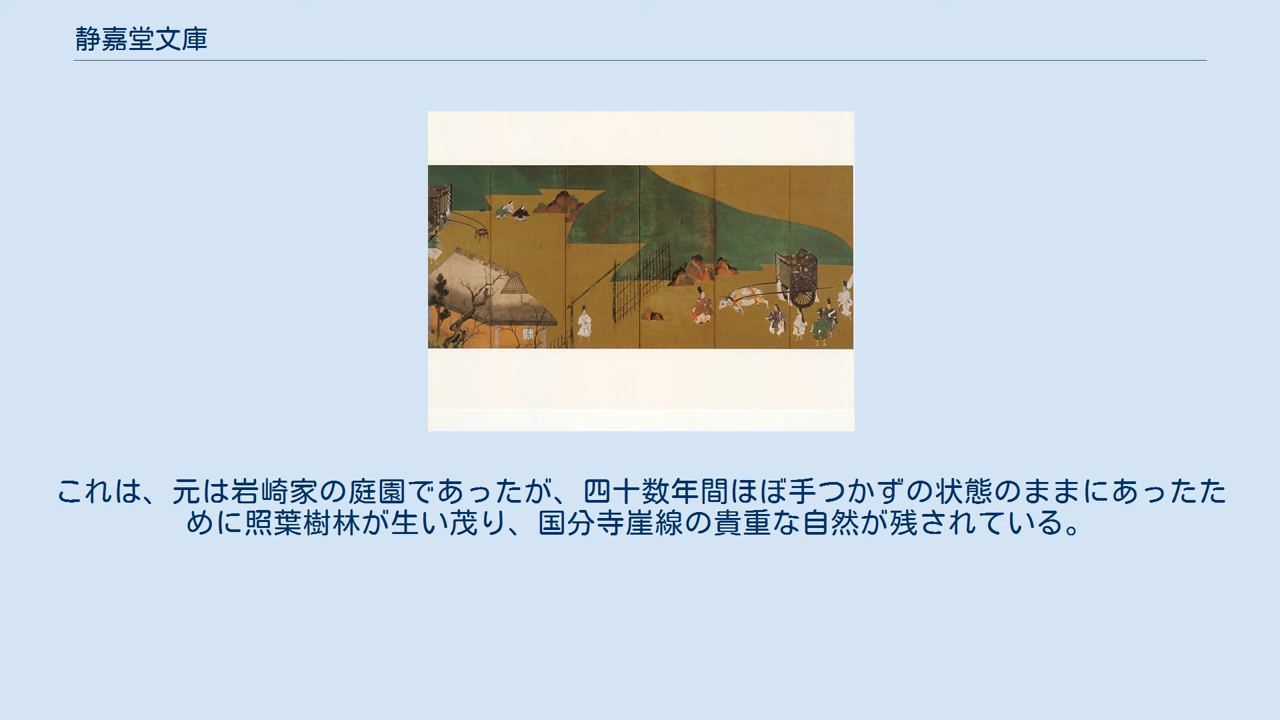 静嘉堂文庫
これは、元は岩崎家の庭園であったが、四十数年間ほぼ手つかずの状態のままにあったた
めに照葉樹林が生い茂り、国分寺崖線の貴重な自然が残されている。